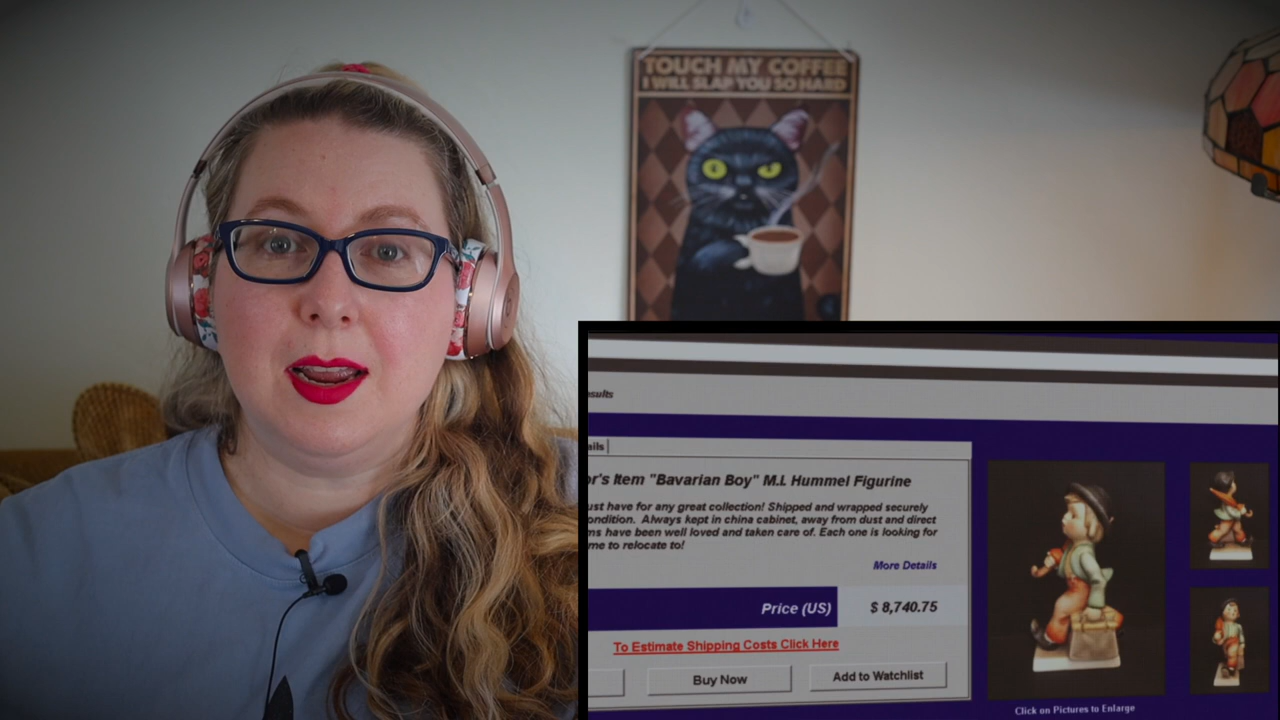 TOUCH MY COFFEE
I WILL SLAP YOU SO HARD
or's Item "Bavarian Boy" M.I. Hummel Figurine
ust have for any great collection! Shipped and wrapped securely
ondition. Always kept in china cabinet, away from dust and direct
ms have been well loved and taken care of. Each one is looking for
me to relocate to!
More Details
Price (US)
$ 8,740.75
To Estimate Shipping Costs Click Here
Buy Now
Add to Watchlist
Click on Pictures to Enlarge